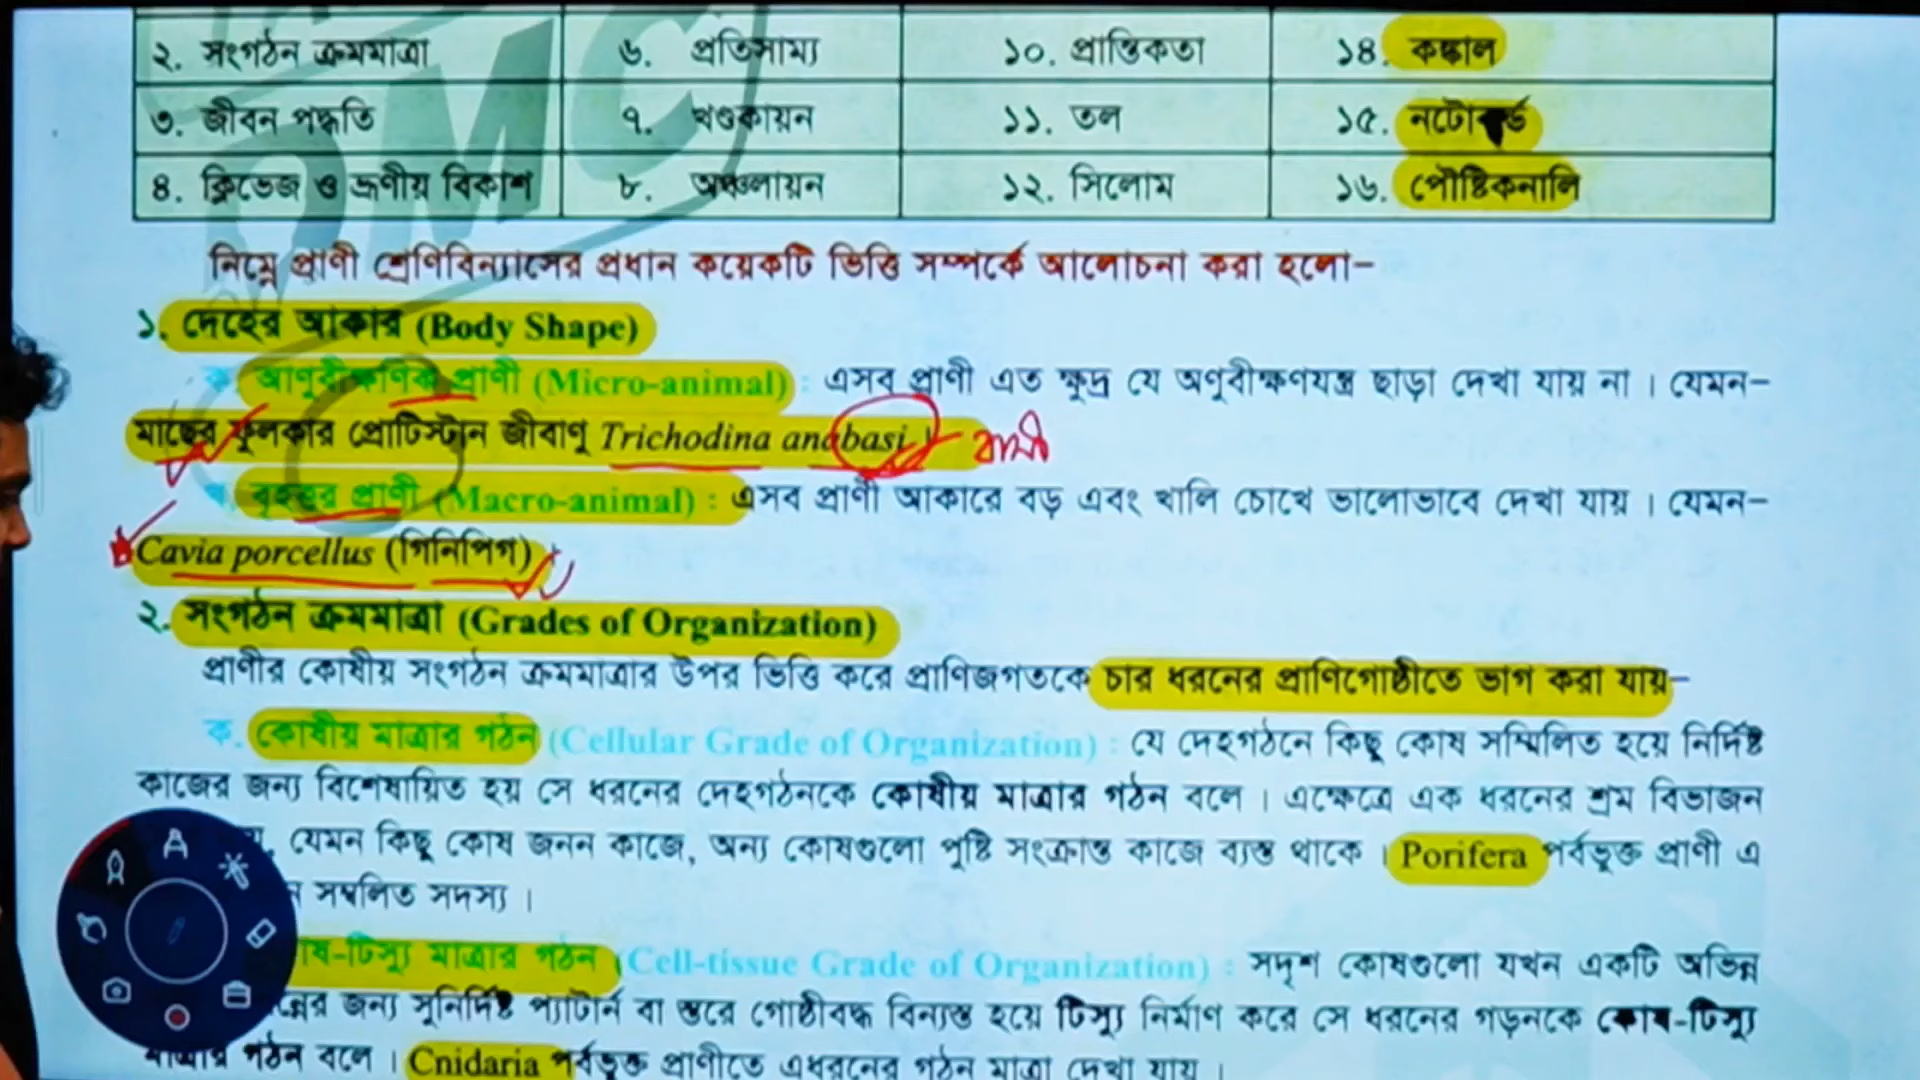 ২. সংগঠন ক্রমমাত্রা ৬. প্রতিসাম্য ১০. প্রান্তিকতা ১৪. কঙ্কাল
৩. জীবন পদ্ধতি ৭. খণ্ডকায়ন ১১. তল ১৫. নটোকর্ড
৪. ক্লিভেজ ও ভ্রূণীয় বিকাশ ৮. অঞ্চলায়ন ১২. সিলোম ১৬. পৌষ্টিকনালি
নিম্নে প্রাণী শ্রেণিবিন্যাসের প্রধান কয়েকটি ভিত্তি সম্পর্কে আলোচনা করা হলো–
১. দেহের আকার (Body Shape)
ক. আণুবীক্ষণিক প্রাণী (Micro-animal) : এসব প্রাণী এত ক্ষুদ্র যে অণুবীক্ষণযন্ত্র ছাড়া দেখা যায় না । যেমন–
মাছের ফুলকার প্রোটিস্টান জীবাণু Trichodina anabasi । বাসী
খ. বৃহত্তর প্রাণী (Macro-animal) : এসব প্রাণী আকারে বড় এবং খালি চোখে ভালোভাবে দেখা যায় । যেমন–
Cavia porcellus (গিনিপিগ) ।
২. সংগঠন ক্রমমাত্রা (Grades of Organization)
প্রাণীর কোষীয় সংগঠন ক্রমমাত্রার উপর ভিত্তি করে প্রাণিজগতকে চার ধরনের প্রাণিগোষ্ঠীতে ভাগ করা যায়–
ক. কোষীয় মাত্রার গঠন (Cellular Grade of Organization) : যে দেহগঠনে কিছু কোষ সম্মিলিত হয়ে নির্দিষ্ট
কাজের জন্য বিশেষায়িত হয় সে ধরনের দেহগঠনকে কোষীয় মাত্রার গঠন বলে । এক্ষেত্রে এক ধরনের শ্রম বিভাজন
যেমন কিছু কোষ জনন কাজে, অন্য কোষগুলো পুষ্টি সংক্রান্ত কাজে ব্যস্ত থাকে । Porifera পর্বভুক্ত প্রাণী এ
সম্বলিত সদস্য ।
ষ-টিস্যু মাত্রার গঠন (Cell-tissue Grade of Organization) : সদৃশ কোষগুলো যখন একটি অভিন্ন
ন্নের জন্য সুনির্দিষ্ট প্যাটার্ন বা স্তরে গোষ্ঠীবদ্ধ বিন্যস্ত হয়ে টিস্যু নির্মাণ করে সে ধরনের গড়নকে কোষ-টিস্যু
মাত্রার গঠন বলে । Cnidaria পর্বভুক্ত প্রাণীতে এধরনের গঠন মাত্রা দেখা যায় ।
DMC